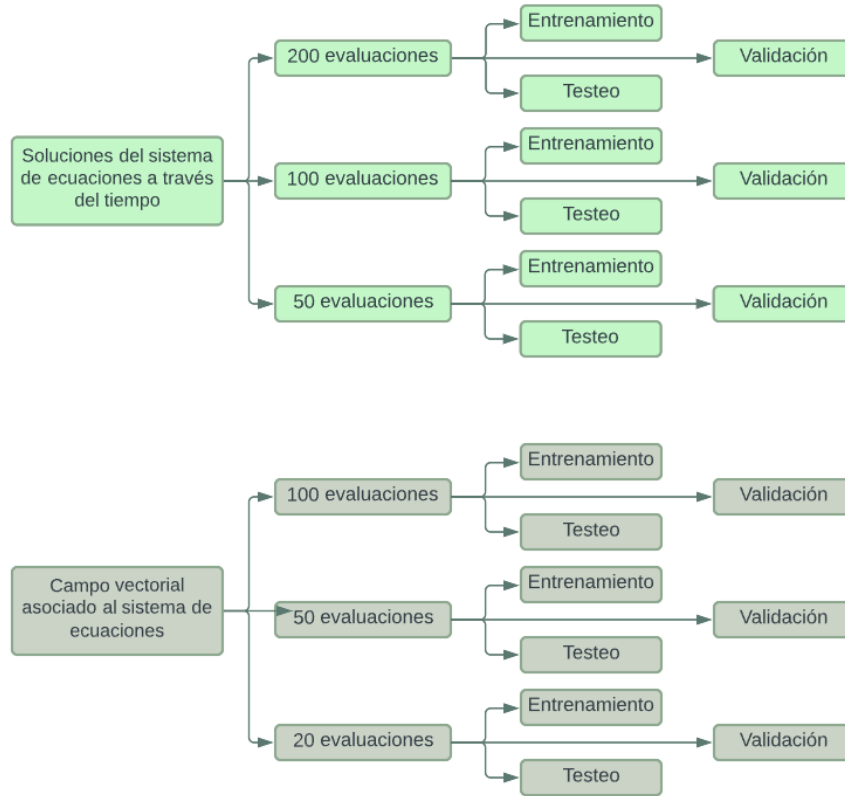 Entrenamiento
200 evaluaciones
Validación
Testeo
Entrenamiento
Soluciones del sistema
de ecuaciones a través
del tiempo
100 evaluaciones
Validación
Testeo
Entrenamiento
50 evaluaciones
Validación
Testeo
Entrenamiento
100 evaluaciones
Validación
Testeo
Entrenamiento
Campo vectorial
asociado al sistema de
ecuaciones
50 evaluaciones
Validación
Testeo
Entrenamiento
20 evaluaciones
Validación
Testeo